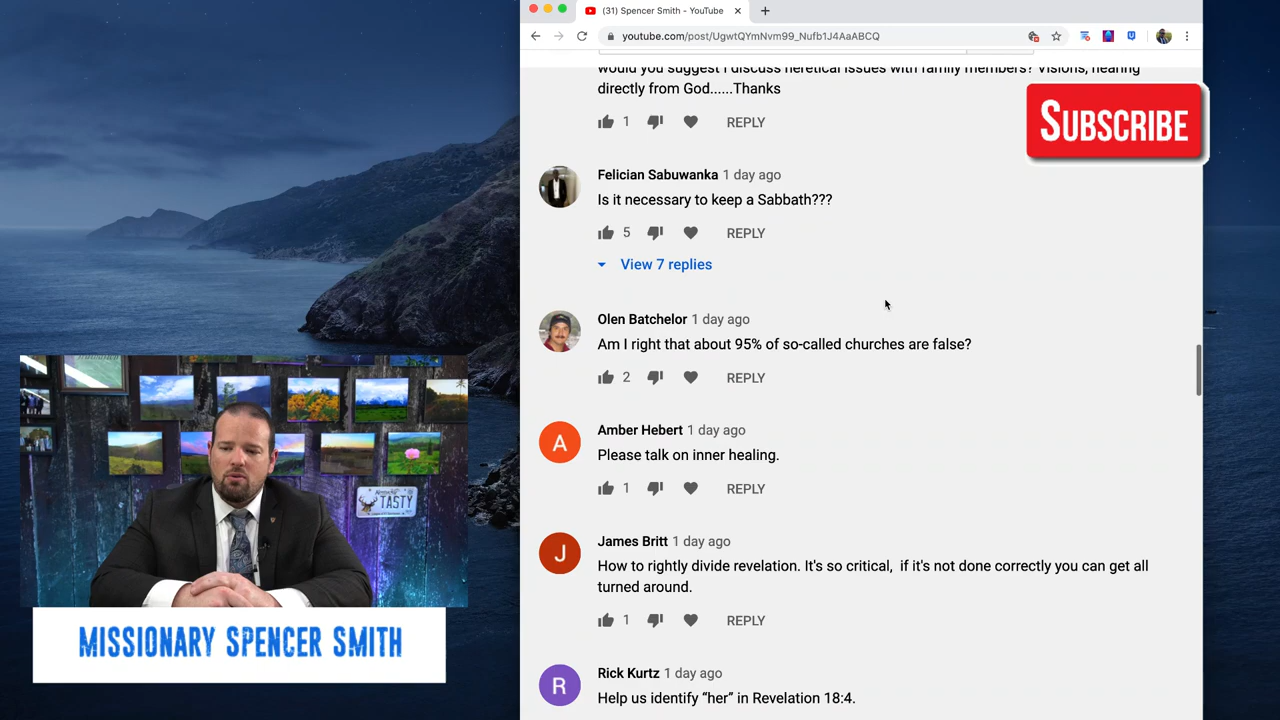 (31) Spencer Smith - YouTube
youtube.com/post/UgwtQYmNvm99_Nufb1J4AaABCQ
would you suggest I discuss heretical issues with family members? Visions, hearing
directly from God......Thanks
1 REPLY
SUBSCRIBE
Felician Sabuwanka 1 day ago
Is it necessary to keep a Sabbath???
5 REPLY
View 7 replies
Olen Batchelor 1 day ago
Am I right that about 95% of so-called churches are false?
2 REPLY
Amber Hebert 1 day ago
Please talk on inner healing.
1 REPLY
James Britt 1 day ago
How to rightly divide revelation. It's so critical, if it's not done correctly you can get all
turned around.
1 REPLY
Rick Kurtz 1 day ago
Help us identify “her” in Revelation 18:4.
A
J
R
TASTY
MISSIONARY SPENCER SMITH